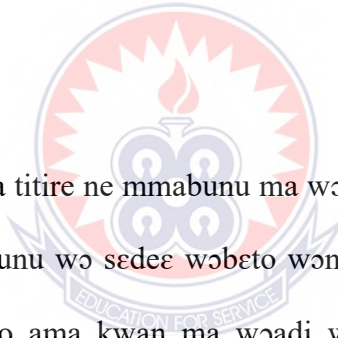 a titire ne mmabunu ma wɔ
unu wɔ sɛdeɛ wɔbɛto wɔn
EDUCATION FOR SERVICE
o ama kwan ma wɔadi w